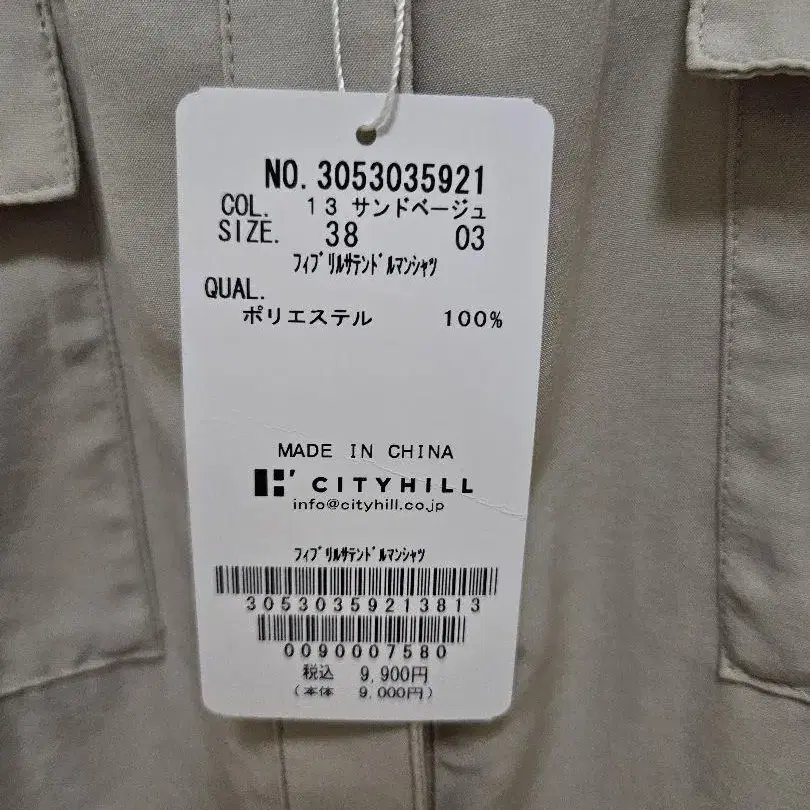 NO. 3053035921
COL. 13 サンドベージュ
SIZE. 38 03
ﾌｨﾌﾞﾘﾙｻﾃﾝﾄﾞﾙﾏﾝｼｬﾂ
QUAL.
ポリエステル 100%
MADE IN CHINA
CITYHILL
info@cityhill.co.jp
ﾌｨﾌﾞﾘﾙｻﾃﾝﾄﾞﾙﾏﾝｼｬﾂ
30530359213813
0090007580
税込 9,900円
(本体 9,000円)